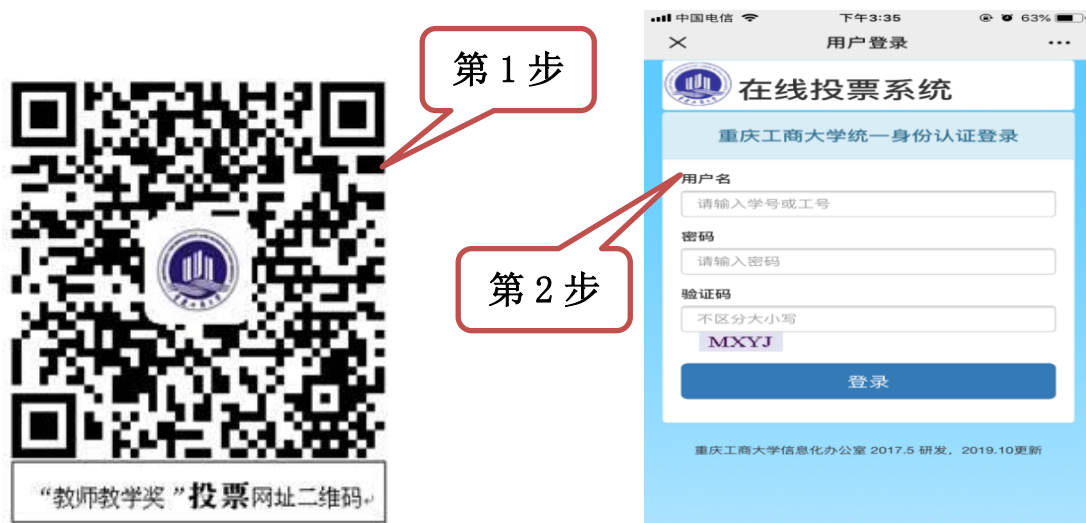 第1步
“教师教学奖”投票网址二维码
第2步
中国电信 下午3:35 63%
用户登录
在线投票系统
重庆工商大学统一身份认证登录
用户名
请输入学号或工号
密码
请输入密码
验证码
不区分大小写
MXYJ
登录
重庆工商大学信息化办公室 2017.5 研发，2019.10更新